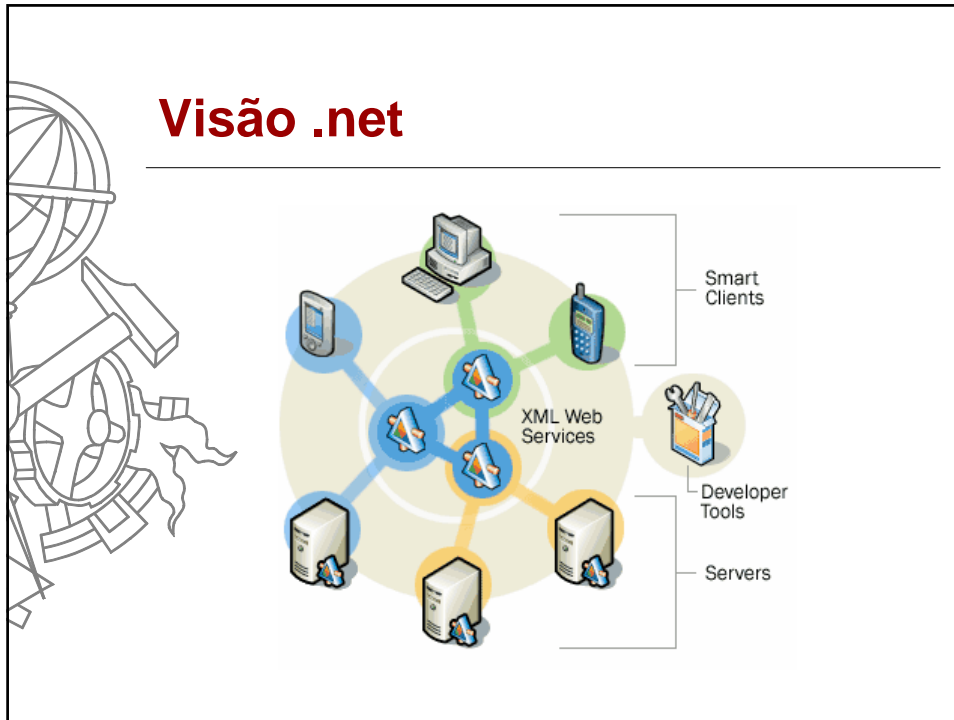 Visão .net
Smart
Clients
XML Web
Services
Developer
Tools
Servers